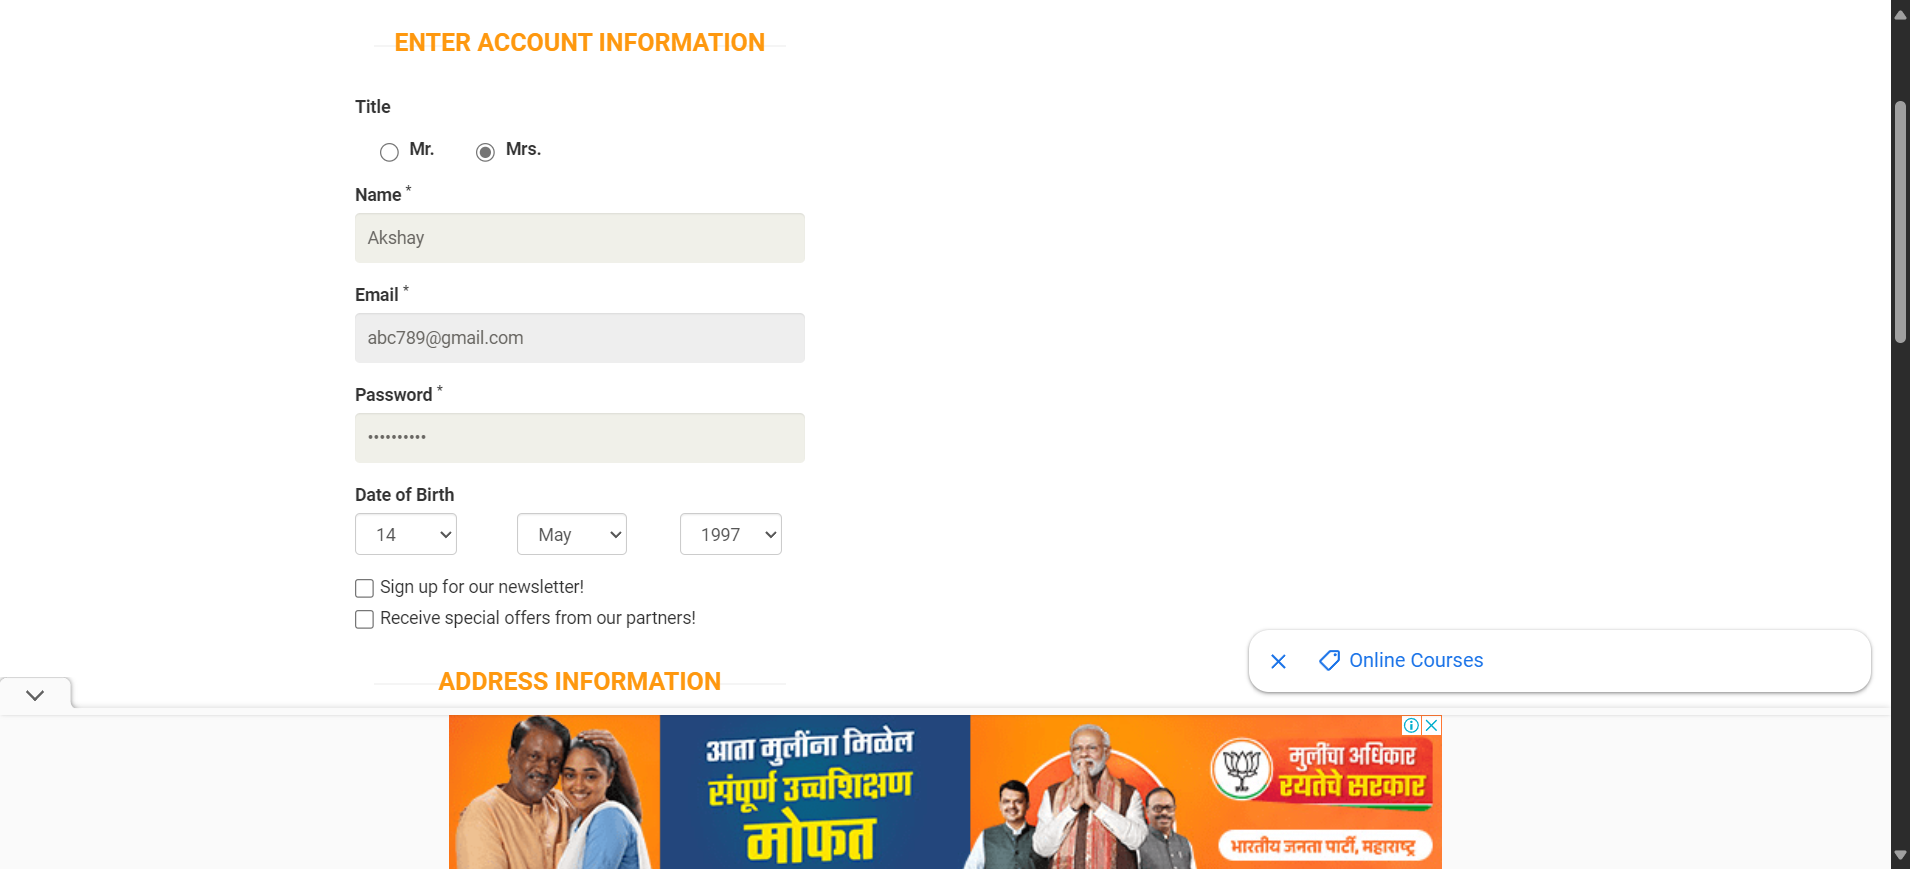 ENTER ACCOUNT INFORMATION
Title
Mr.
Mrs.
Name *
Akshay
Email *
abc789@gmail.com
Password *
••••••••••
Date of Birth
14
May
1997
Sign up for our newsletter!
Receive special offers from our partners!
Online Courses
ADDRESS INFORMATION
आता मुलींना मिळेल
संपूर्ण उच्चशिक्षण
मोफत
मुलींचा अधिकार
रयतेचे सरकार
भारतीय जनता पार्टी, महाराष्ट्र